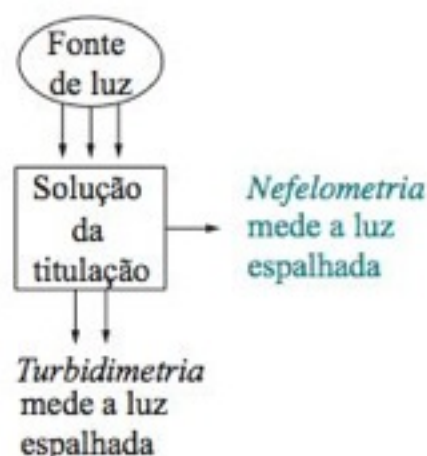 Fonte
de luz
Solução
da
titulação
Nefelometria
mede a luz
espalhada
Turbidimetria
mede a luz
espalhada